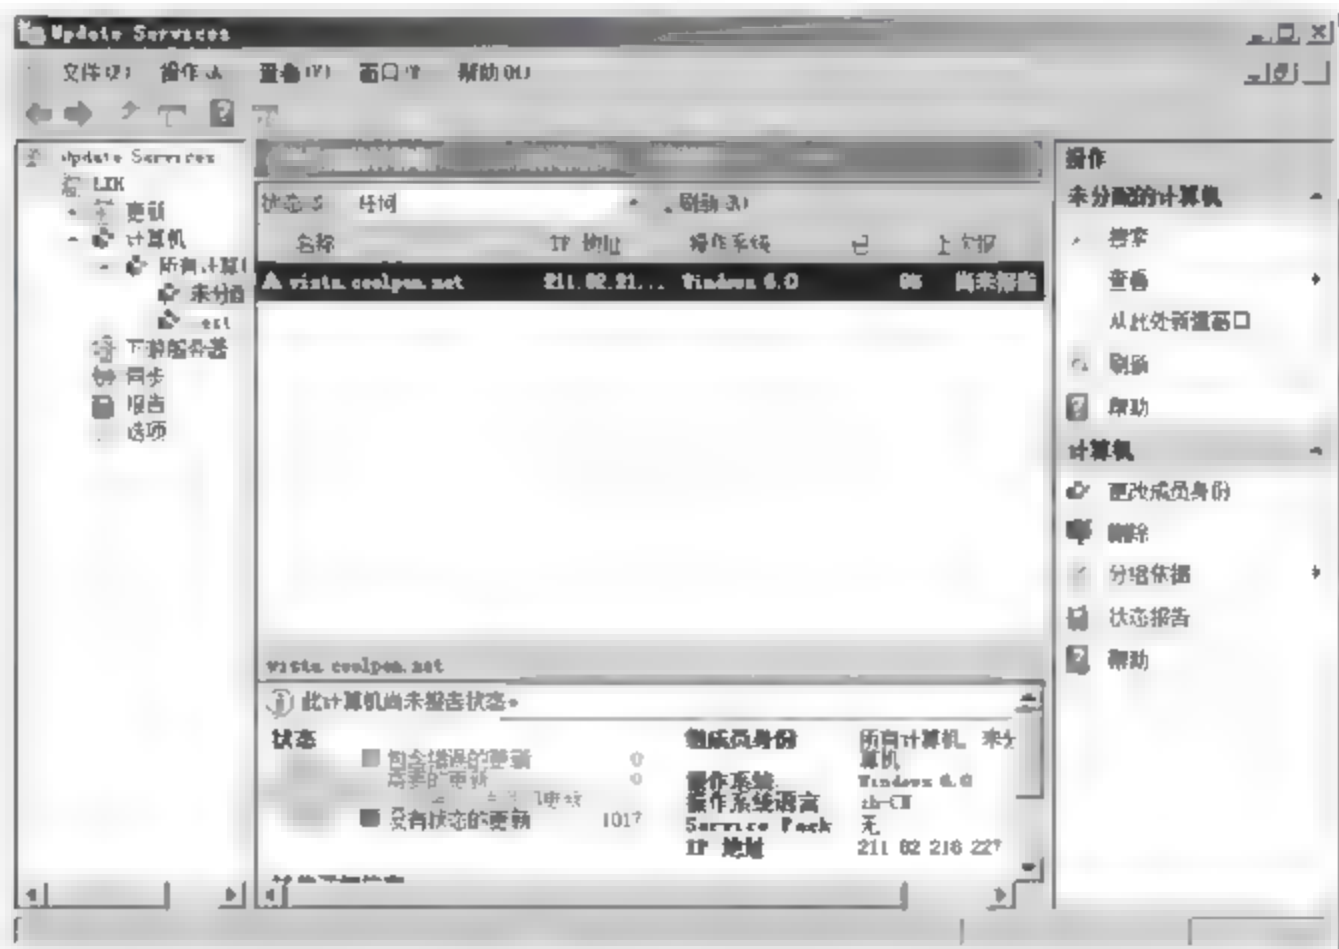 Update Services
文件(F) 操作(A) 查看(V) 窗口(W) 帮助(H)
Update Services
LIH
更新
计算机
所有计算
未分配
下游服务器
同步
报告
选项
状态 任何 刷新(R)
名称 IP 地址 操作系统 已 上次报
vista.coolpen.net 211.82.21... Windows 6.0 0% 尚未报告
vista.coolpen.net
此计算机尚未报告状态。
状态
包含错误的更新 0
需要的更新 0
没有状态的更新 1017
组成员身份 所有计算机, 未分
算机
操作系统 Windows 6.0
操作系统语言 zh-CN
Service Pack 无
IP 地址 211.82.218.227
操作
未分配的计算机
搜索
查看
从此处新建窗口
刷新
帮助
计算机
更改成员身份
删除
分组依据
状态报告
帮助